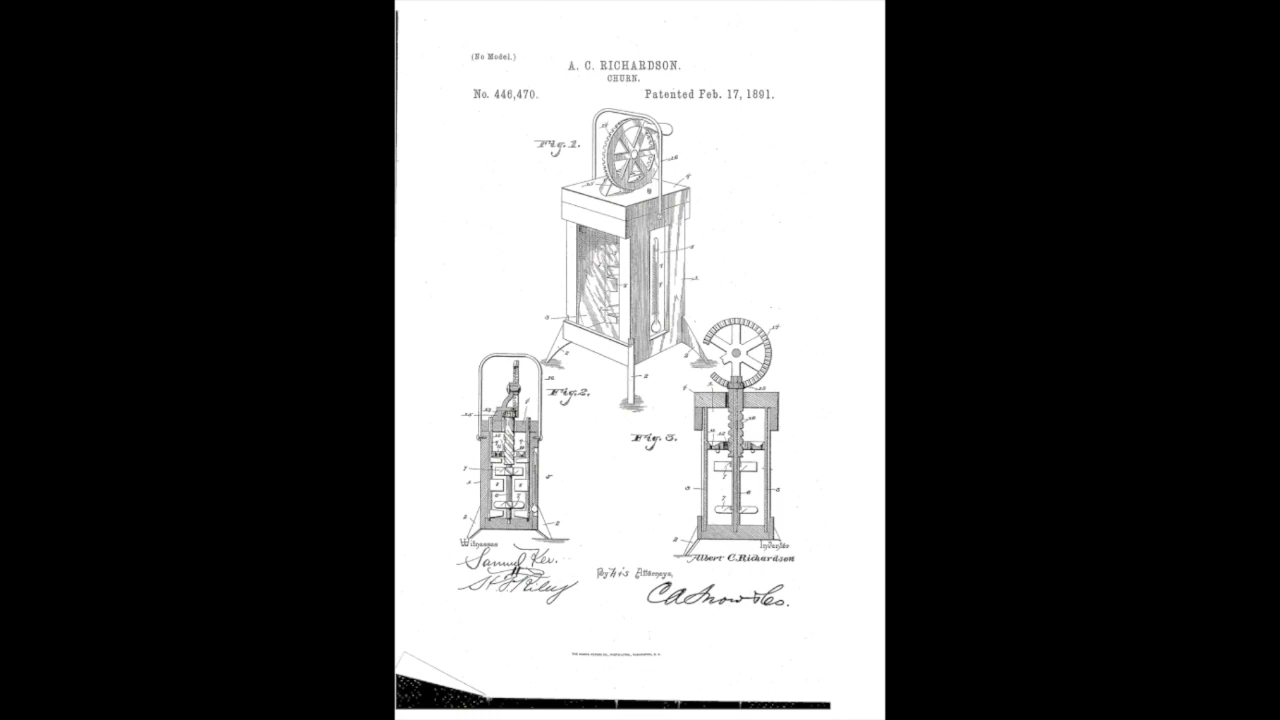 (No Model.)
A. C. RICHARDSON.
CHURN.
No. 446,470.
Patented Feb. 17, 1891.
Fig. 1.
Fig. 2.
Fig. 3.
Witnesses
Inventor
Albert C. Richardson
By his Attorneys,
C A Snow & Co.